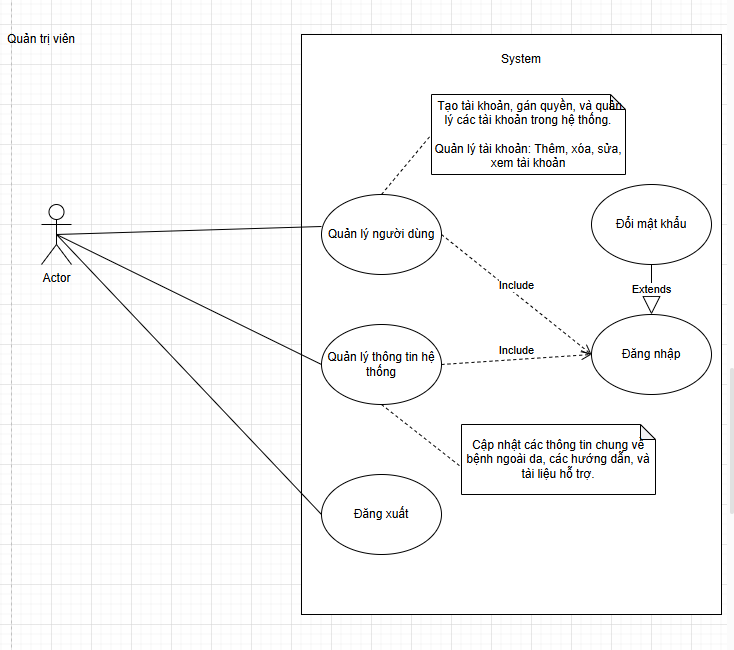 Quản trị viên
System
Tạo tài khoản, gán quyền, và quản
lý các tài khoản trong hệ thống.
Quản lý tài khoản: Thêm, xóa, sửa,
xem tài khoản
Quản lý người dùng
Đổi mật khẩu
Actor
Include
Extends
Include
Quản lý thông tin hệ
thống
Đăng nhập
Cập nhật các thông tin chung về
bệnh ngoài da, các hướng dẫn, và
tài liệu hỗ trợ.
Đăng xuất